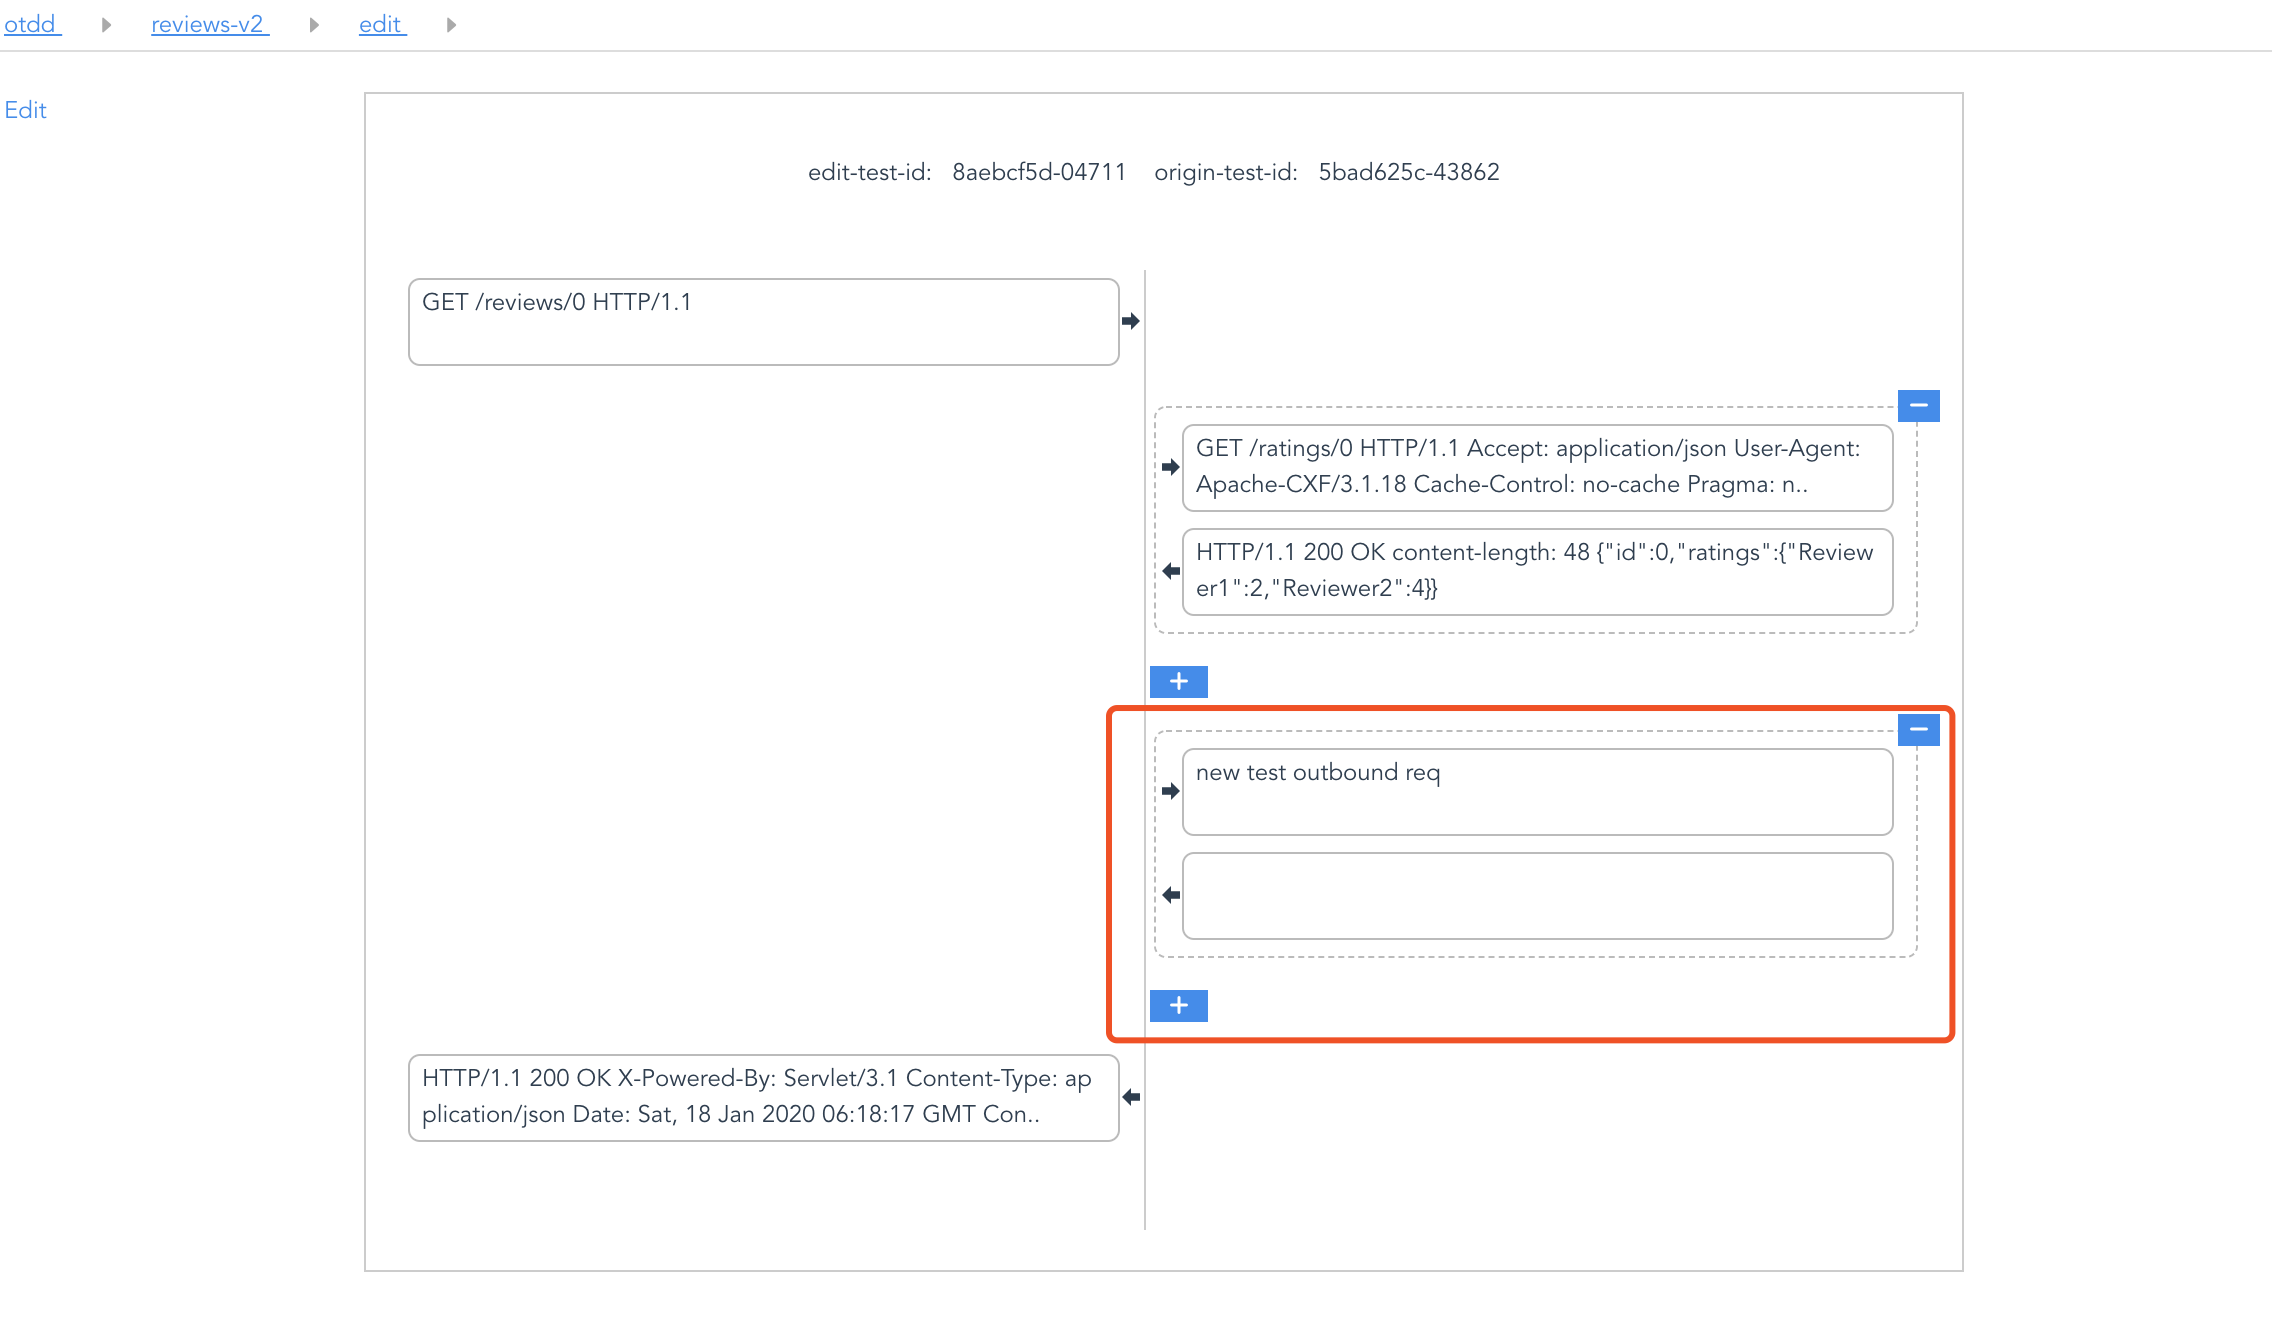 otdd reviews-v2 edit
Edit
edit-test-id: 8aebcf5d-04711 origin-test-id: 5bad625c-43862
GET /reviews/0 HTTP/1.1
GET /ratings/0 HTTP/1.1 Accept: application/json User-Agent:
Apache-CXF/3.1.18 Cache-Control: no-cache Pragma: n..
HTTP/1.1 200 OK content-length: 48 {"id":0,"ratings":{"Review
er1":2,"Reviewer2":4}}
new test outbound req
HTTP/1.1 200 OK X-Powered-By: Servlet/3.1 Content-Type: ap
plication/json Date: Sat, 18 Jan 2020 06:18:17 GMT Con..